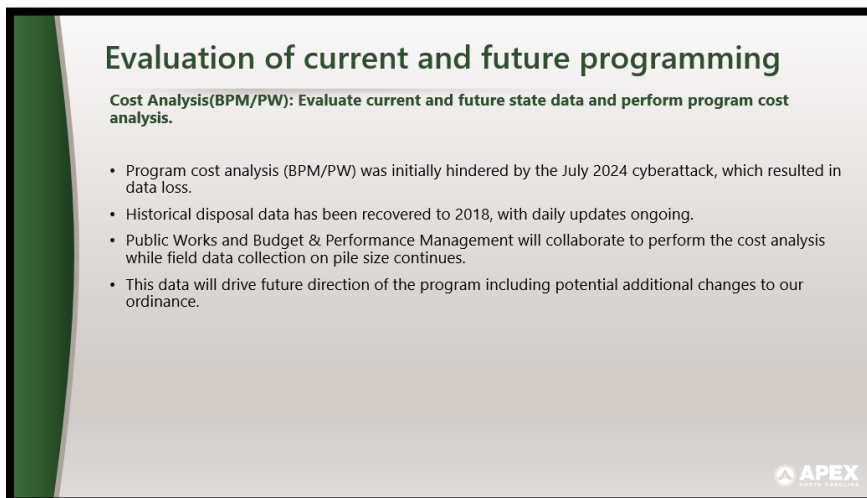 Evaluation of current and future programming
Cost Analysis(BPM/PW): Evaluate current and future state data and perform program cost
analysis.
• Program cost analysis (BPM/PW) was initially hindered by the July 2024 cyberattack, which resulted in
data loss.
• Historical disposal data has been recovered to 2018, with daily updates ongoing.
• Public Works and Budget & Performance Management will collaborate to perform the cost analysis
while field data collection on pile size continues.
• This data will drive future direction of the program including potential additional changes to our
ordinance.
APEX
NORTH CAROLINA